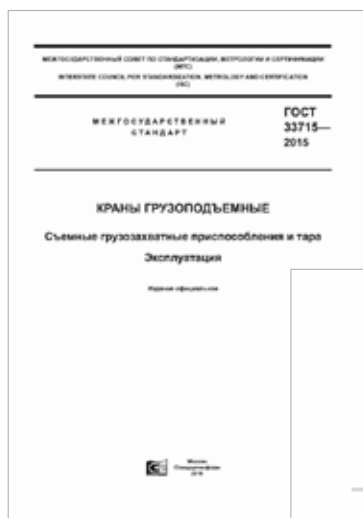 МЕЖГОСУДАРСТВЕННЫЙ СОВЕТ ПО СТАНДАРТИЗАЦИИ, МЕТРОЛОГИИ И СЕРТИФИКАЦИИ
(МГС)
INTERSTATE COUNCIL FOR STANDARDIZATION, METROLOGY AND CERTIFICATION
(ISC)
МЕЖГОСУДАРСТВЕННЫЙ
СТАНДАРТ
ГОСТ
33715—
2015
КРАНЫ ГРУЗОПОДЪЕМНЫЕ
Съемные грузозахватные приспособления и тара
Эксплуатация
Издание официальное
Москва
Стандартинформ
2016